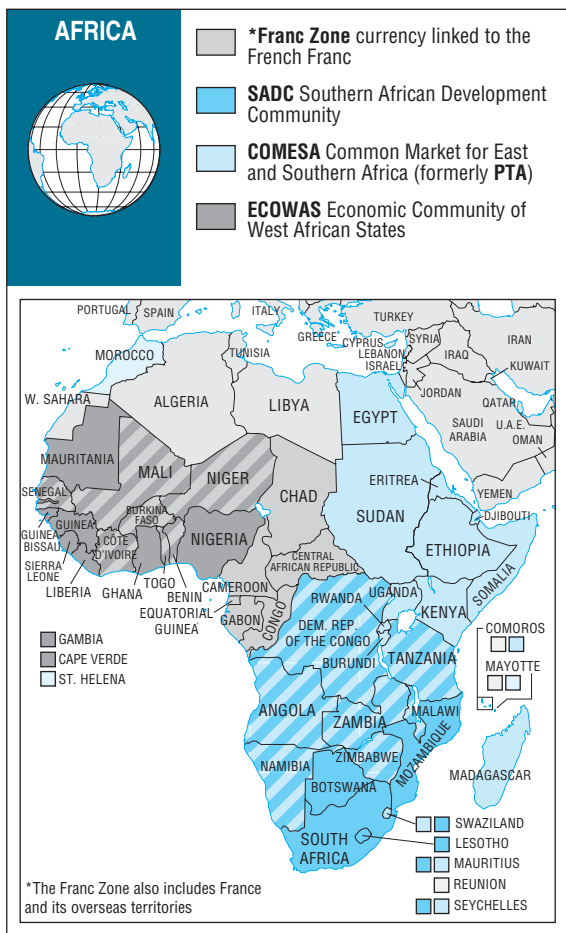 AFRICA
*Franc Zone currency linked to the
French Franc
SADC Southern African Development
Community
COMESA Common Market for East
and Southern Africa (formerly PTA)
ECOWAS Economic Community of
West African States
PORTUGAL
SPAIN
ITALY
GREECE
TURKEY
CYPRUS
LEBANON
ISRAEL
SYRIA
IRAQ
IRAN
KUWAIT
JORDAN
QATAR
SAUDI
ARABIA
U.A.E.
OMAN
YEMEN
MOROCCO
TUNISIA
W. SAHARA
ALGERIA
LIBYA
EGYPT
MAURITANIA
MALI
NIGER
CHAD
SUDAN
ERITREA
DJIBOUTI
SENEGAL
GUINEA
BURKINA
FASO
NIGERIA
ETHIOPIA
SOMALIA
GUINEA
BISSAU
CÔTE
D'IVOIRE
SIERRA
LEONE
LIBERIA
GHANA
TOGO
BENIN
CAMEROON
CENTRAL
AFRICAN REPUBLIC
EQUATORIAL
GUINEA
GABON
CONGO
RWANDA
UGANDA
KENYA
DEM. REP.
OF THE CONGO
BURUNDI
TANZANIA
GAMBIA
CAPE VERDE
ST. HELENA
COMOROS
MAYOTTE
ANGOLA
ZAMBIA
MALAWI
MOZAMBIQUE
ZIMBABWE
NAMIBIA
BOTSWANA
MADAGASCAR
SOUTH
AFRICA
SWAZILAND
LESOTHO
MAURITIUS
REUNION
SEYCHELLES
*The Franc Zone also includes France
and its overseas territories